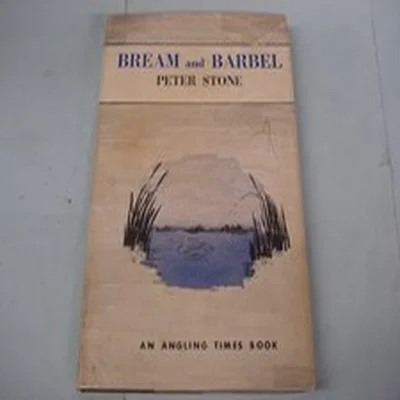 BREAM and BARBEL
PETER STONE
AN ANGLING TIMES BOOK